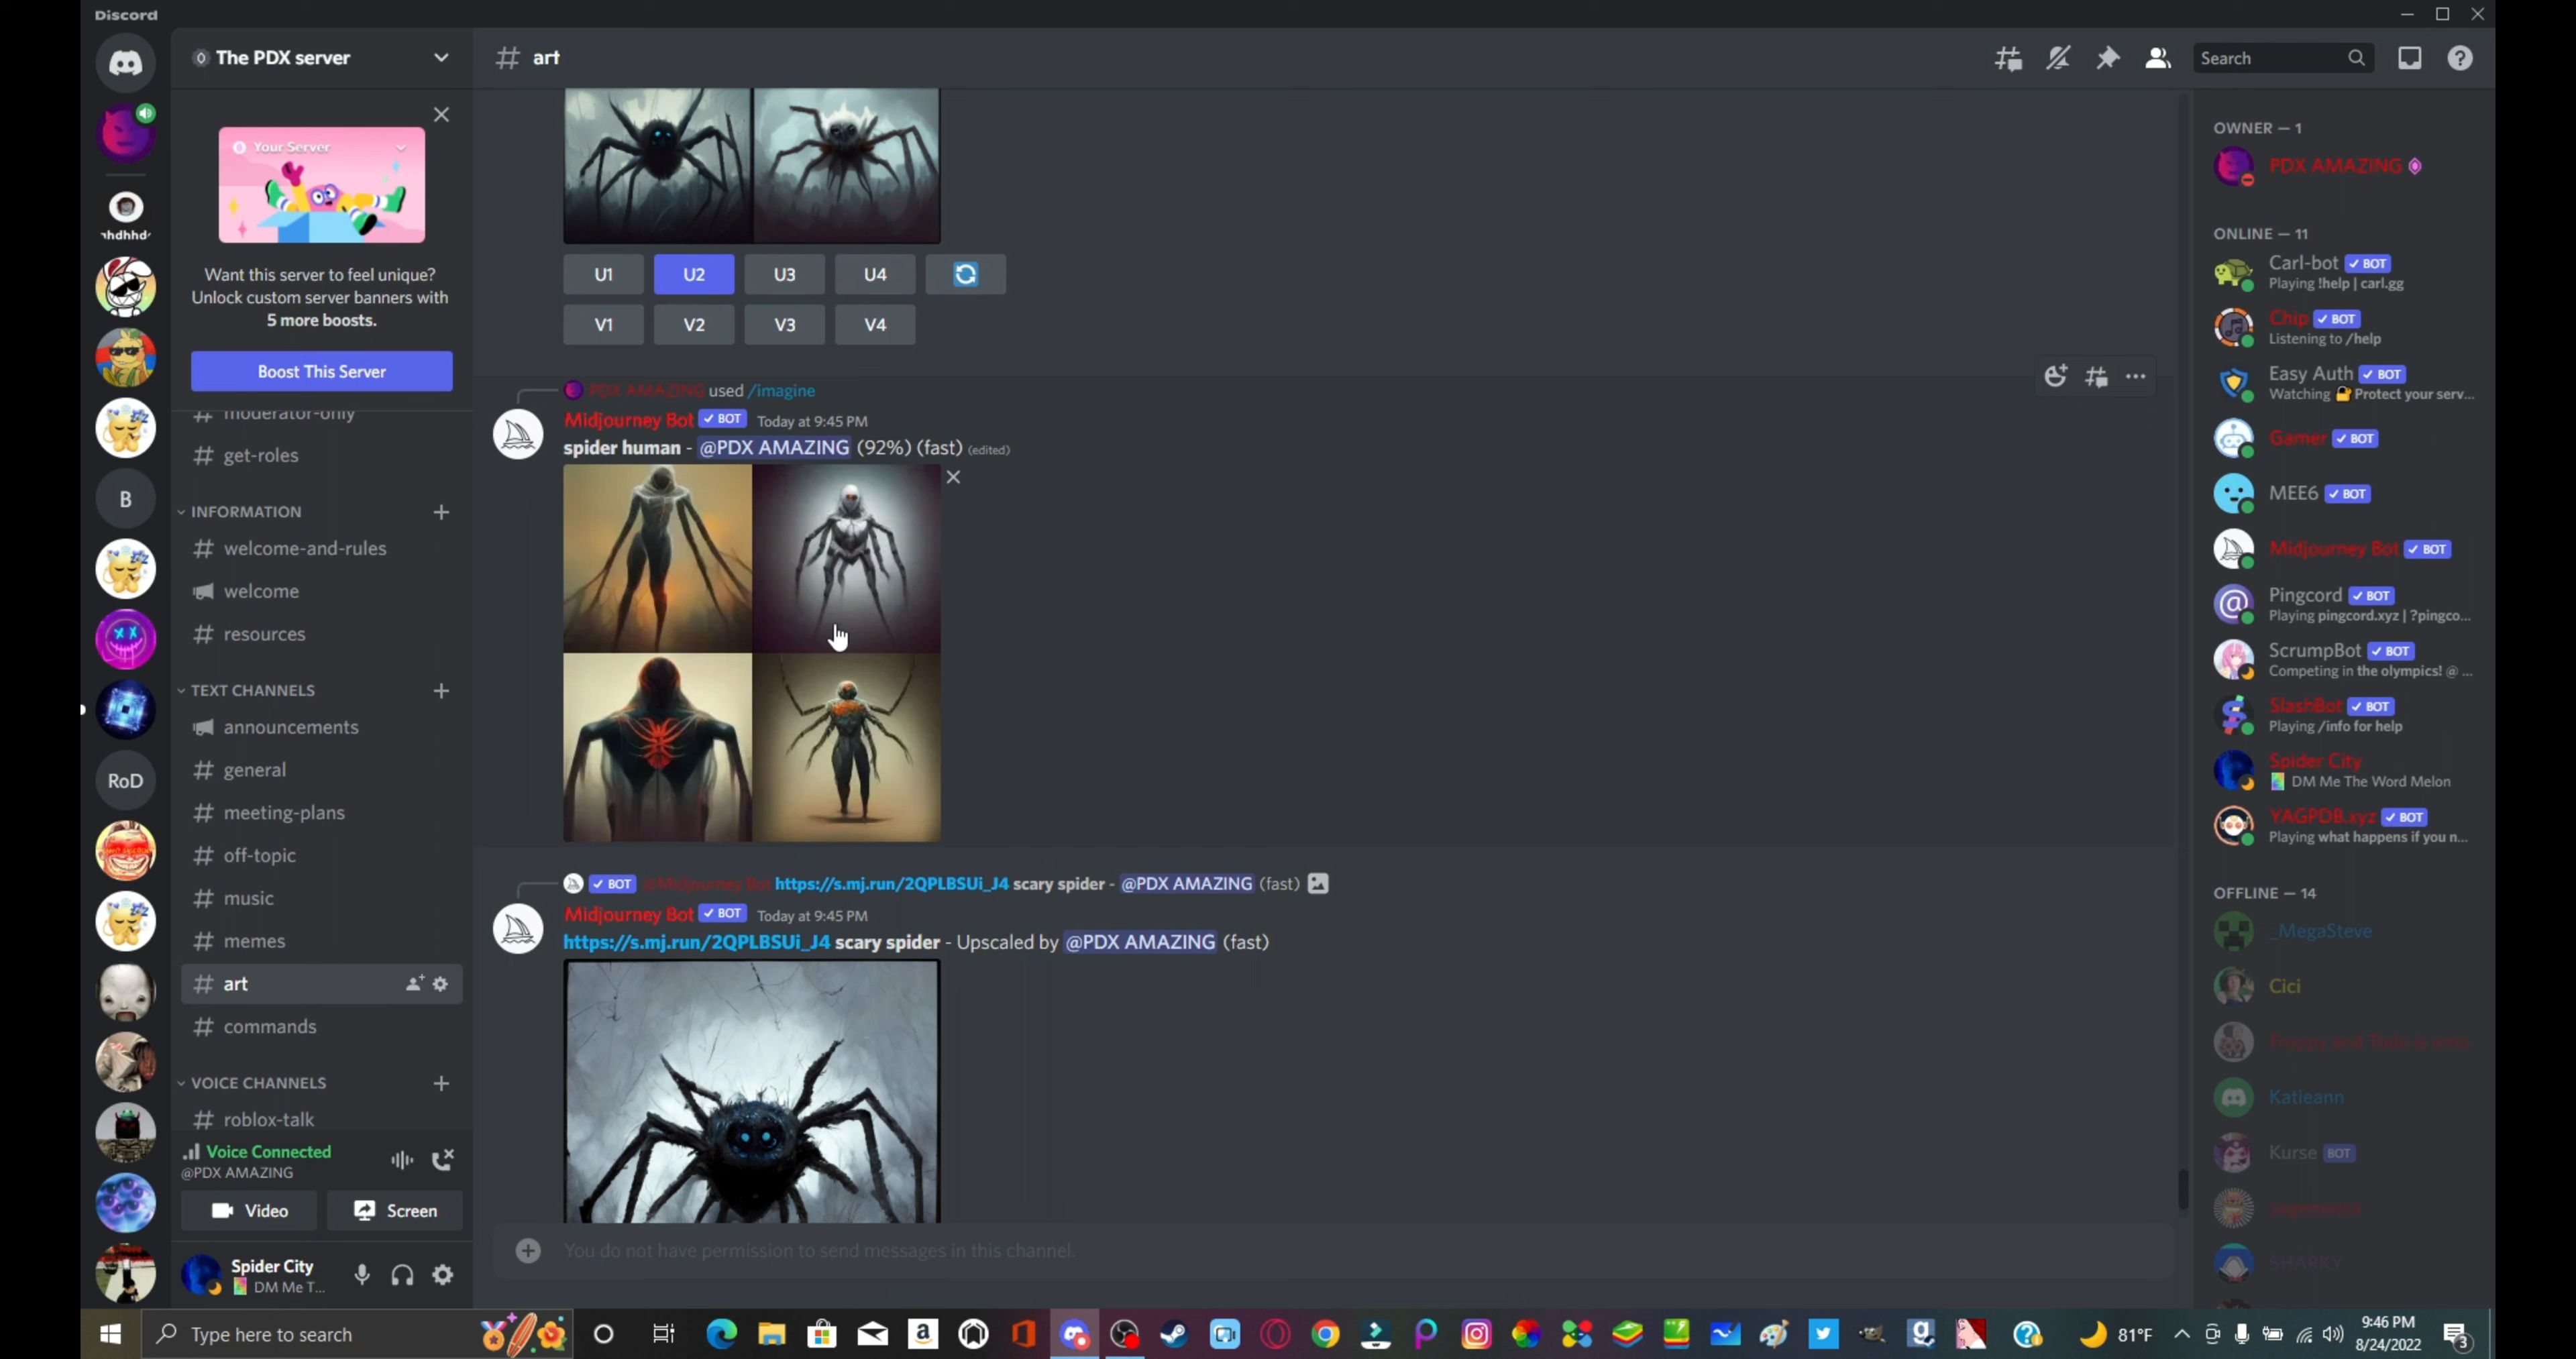 Discord
The PDX server
art
Search
Your Server
Want this server to feel unique?
Unlock custom server banners with
5 more boosts.
Boost This Server
hdhhd
B
RoD
moderator-only
get-roles
INFORMATION
welcome-and-rules
welcome
resources
TEXT CHANNELS
announcements
general
meeting-plans
off-topic
music
memes
art
commands
VOICE CHANNELS
roblox-talk
Voice Connected
@PDX AMAZING
Video
Screen
Spider City
DM Me T...
U1 U2 U3 U4
V1 V2 V3 V4
PDX AMAZING used /imagine
Midjourney Bot BOT Today at 9:45 PM
spider human - @PDX AMAZING (92%) (fast) (edited)
BOT @Midjourney Bot https://s.mj.run/2QPLBSUi_J4 scary spider - @PDX AMAZING (fast)
Midjourney Bot BOT Today at 9:45 PM
https://s.mj.run/2QPLBSUi_J4 scary spider - Upscaled by @PDX AMAZING (fast)
You do not have permission to send messages in this channel.
OWNER — 1
PDX AMAZING
ONLINE — 11
Carl-bot BOT
Playing !help | carl.gg
Chip BOT
Listening to /help
Easy Auth BOT
Watching Protect your serv...
Gamer BOT
MEE6 BOT
Midjourney Bot BOT
Pingcord BOT
Playing pingcord.xyz | ?pingco...
ScrumpBot BOT
Competing in the olympics! @ ...
SlashBot BOT
Playing /info for help
Spider City
DM Me The Word Melon
YAGPDB.xyz BOT
Playing what happens if you n...
OFFLINE — 14
_MegaSteve
Cici
Katieann
Kurse BOT
SHARKY
Type here to search
81°F
9:46 PM
8/24/2022
3